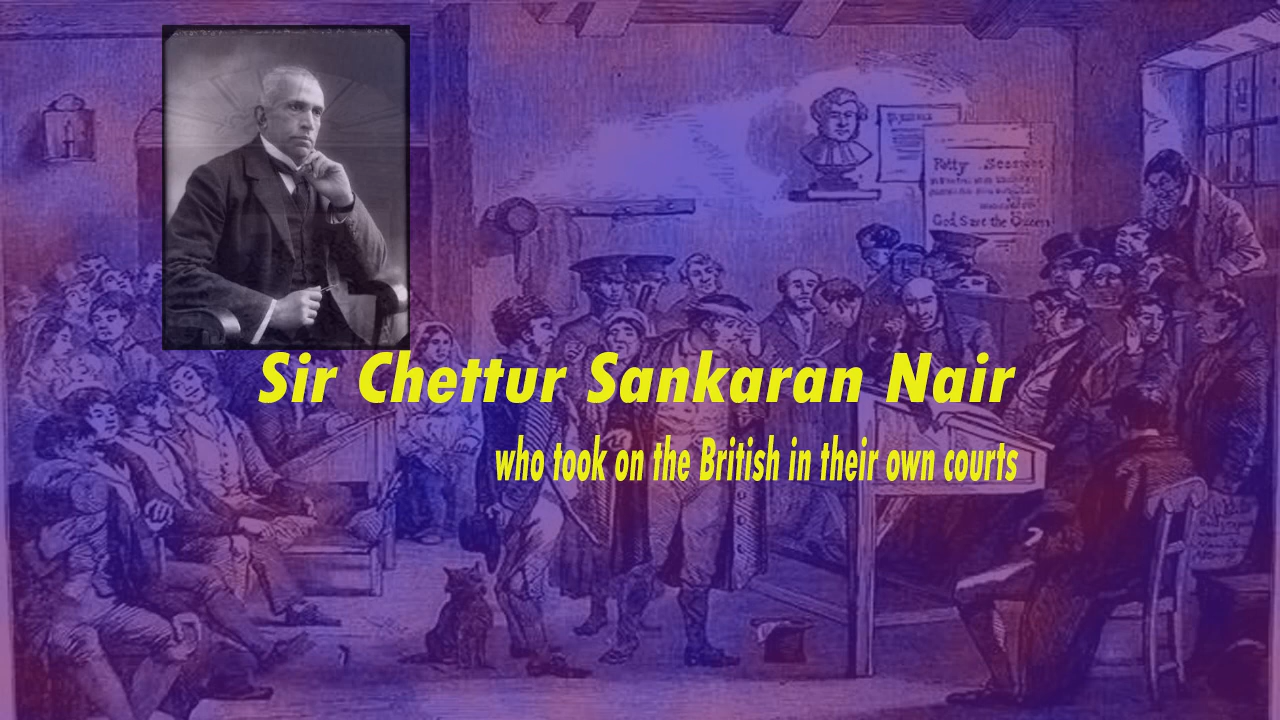 Petty Sessions
God Save the Queen
Sir Chettur Sankaran Nair
who took on the British in their own courts